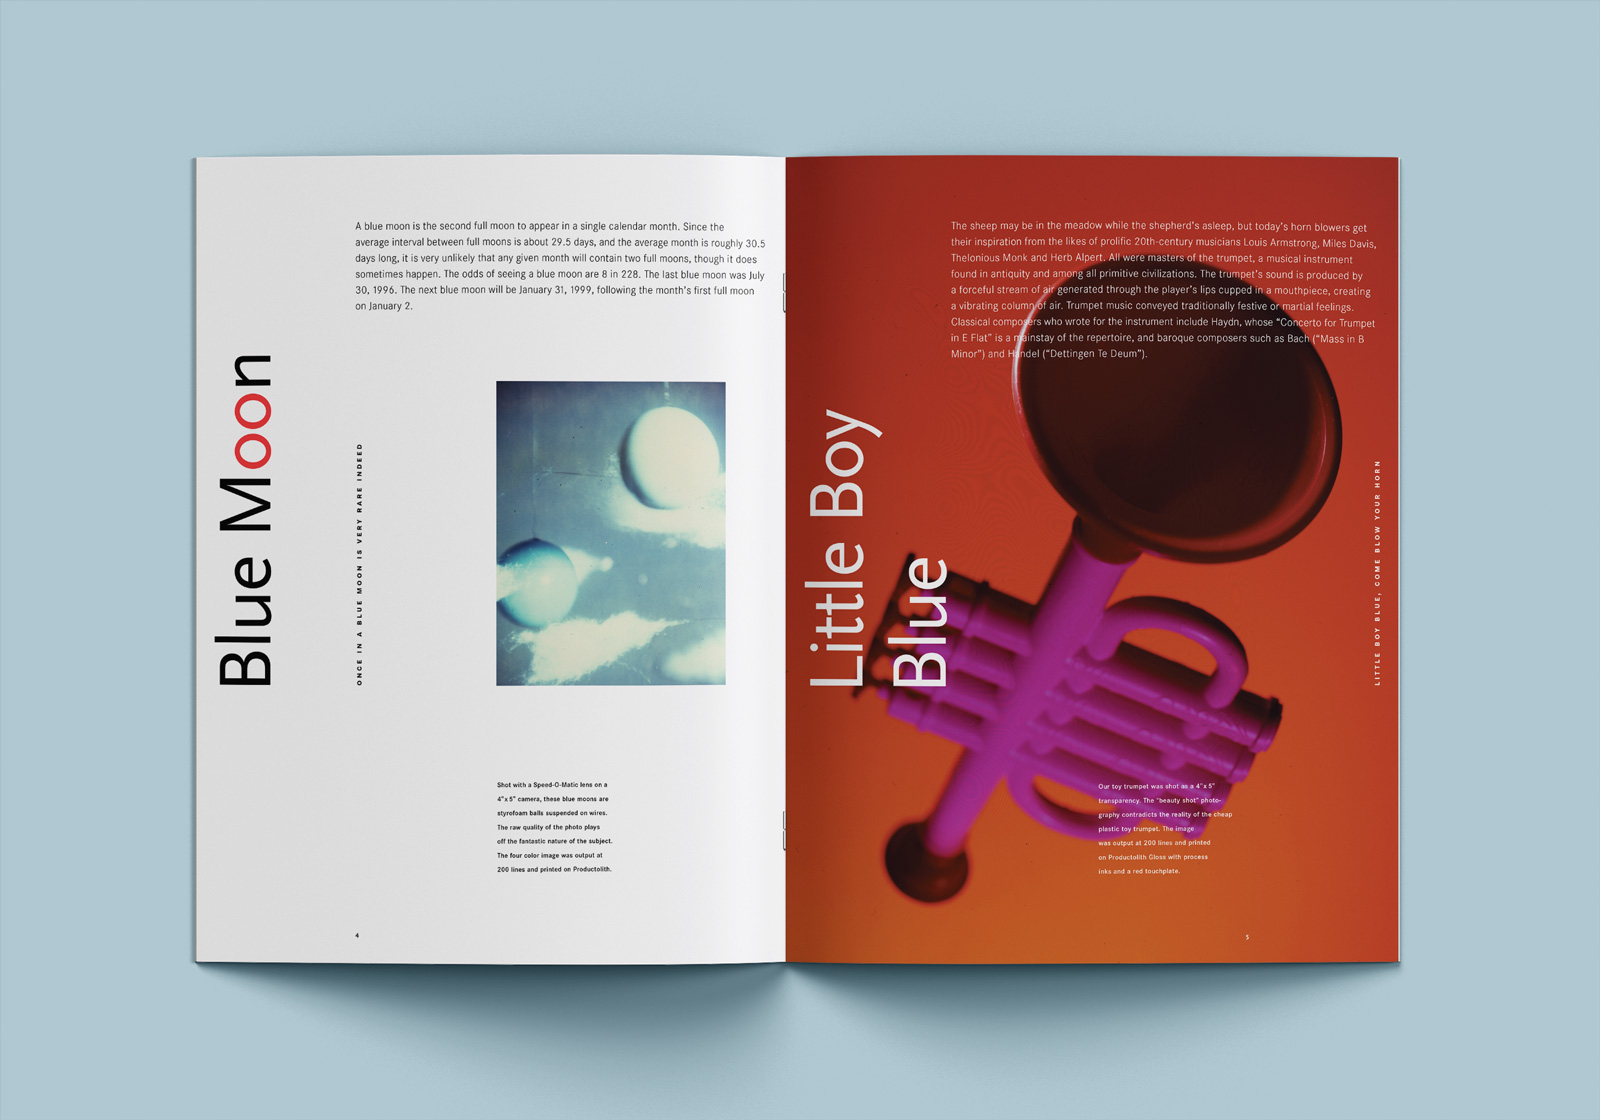 Blue Moon
ONCE IN A BLUE MOON IS VERY RARE INDEED
A blue moon is the second full moon to appear in a single calendar month. Since the
average interval between full moons is about 29.5 days, and the average month is roughly 30.5
days long, it is very unlikely that any given month will contain two full moons, though it does
sometimes happen. The odds of seeing a blue moon are 8 in 228. The last blue moon was July
30, 1996. The next blue moon will be January 31, 1999, following the month's first full moon
on January 2.
Shot with a Speed-O-Matic lens on a
4"x 5" camera, these blue moons are
styrofoam balls suspended on wires.
The raw quality of the photo plays
off the fantastic nature of the subject.
The four color image was output at
200 lines and printed on Productolith.
4
Little Boy
Blue
The sheep may be in the meadow while the shepherd's asleep, but today's horn blowers get
their inspiration from the likes of prolific 20th-century musicians Louis Armstrong, Miles Davis,
Thelonious Monk and Herb Alpert. All were masters of the trumpet, a musical instrument
found in antiquity and among all primitive civilizations. The trumpet's sound is produced by
a forceful stream of air generated through the player's lips cupped in a mouthpiece, creating
a vibrating column of air. Trumpet music conveyed traditionally festive or martial feelings.
Classical composers who wrote for the instrument include Haydn, whose "Concerto for Trumpet
in E Flat" is a mainstay of the repertoire, and baroque composers such as Bach ("Mass in B
Minor") and Handel ("Dettingen Te Deum").
LITTLE BOY BLUE, COME BLOW YOUR HORN
Our toy trumpet was shot as a 4"x 5"
transparency. The "beauty shot" photo-
graphy contradicts the reality of the cheap
plastic toy trumpet. The image
was output at 200 lines and printed
on Productolith Gloss with process
inks and a red touchplate.
5